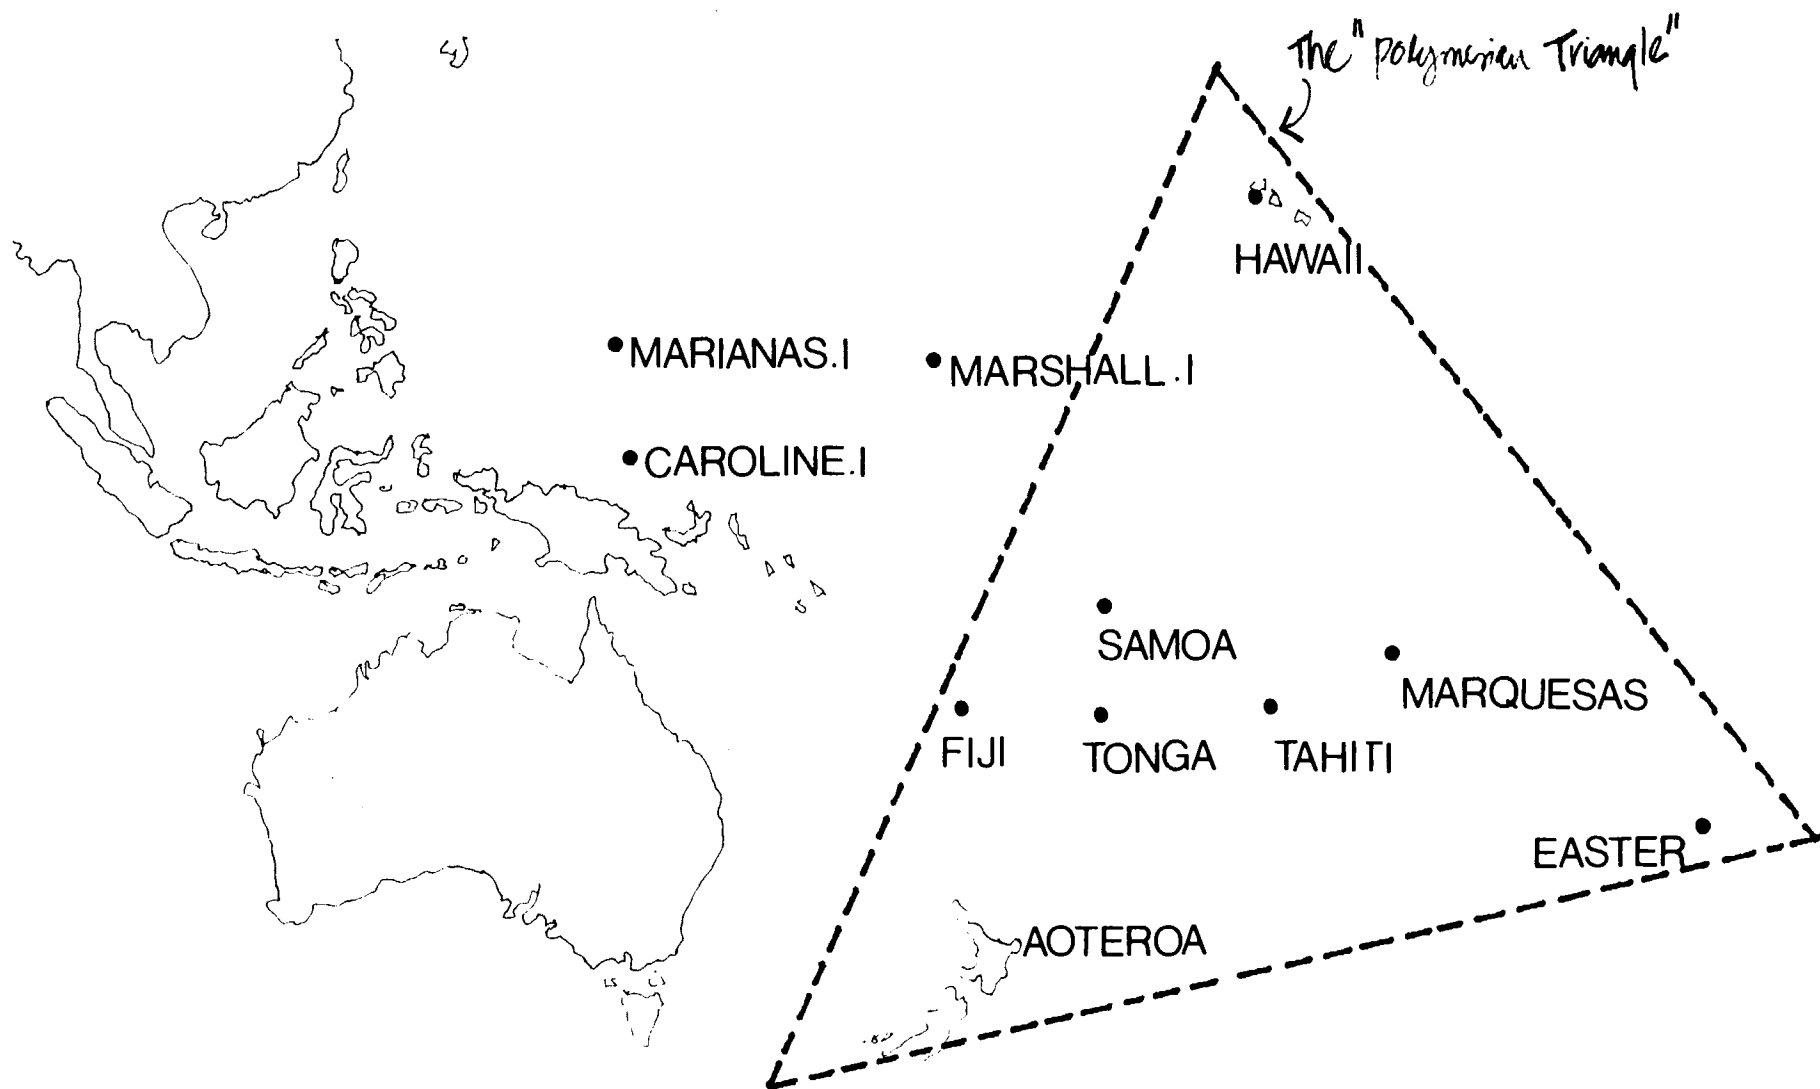 The "Polynesian Triangle"
HAWAII
MARIANAS.I
MARSHALL.I
CAROLINE.I
SAMOA
MARQUESAS
FIJI
TONGA
TAHITI
EASTER
AOTEROA